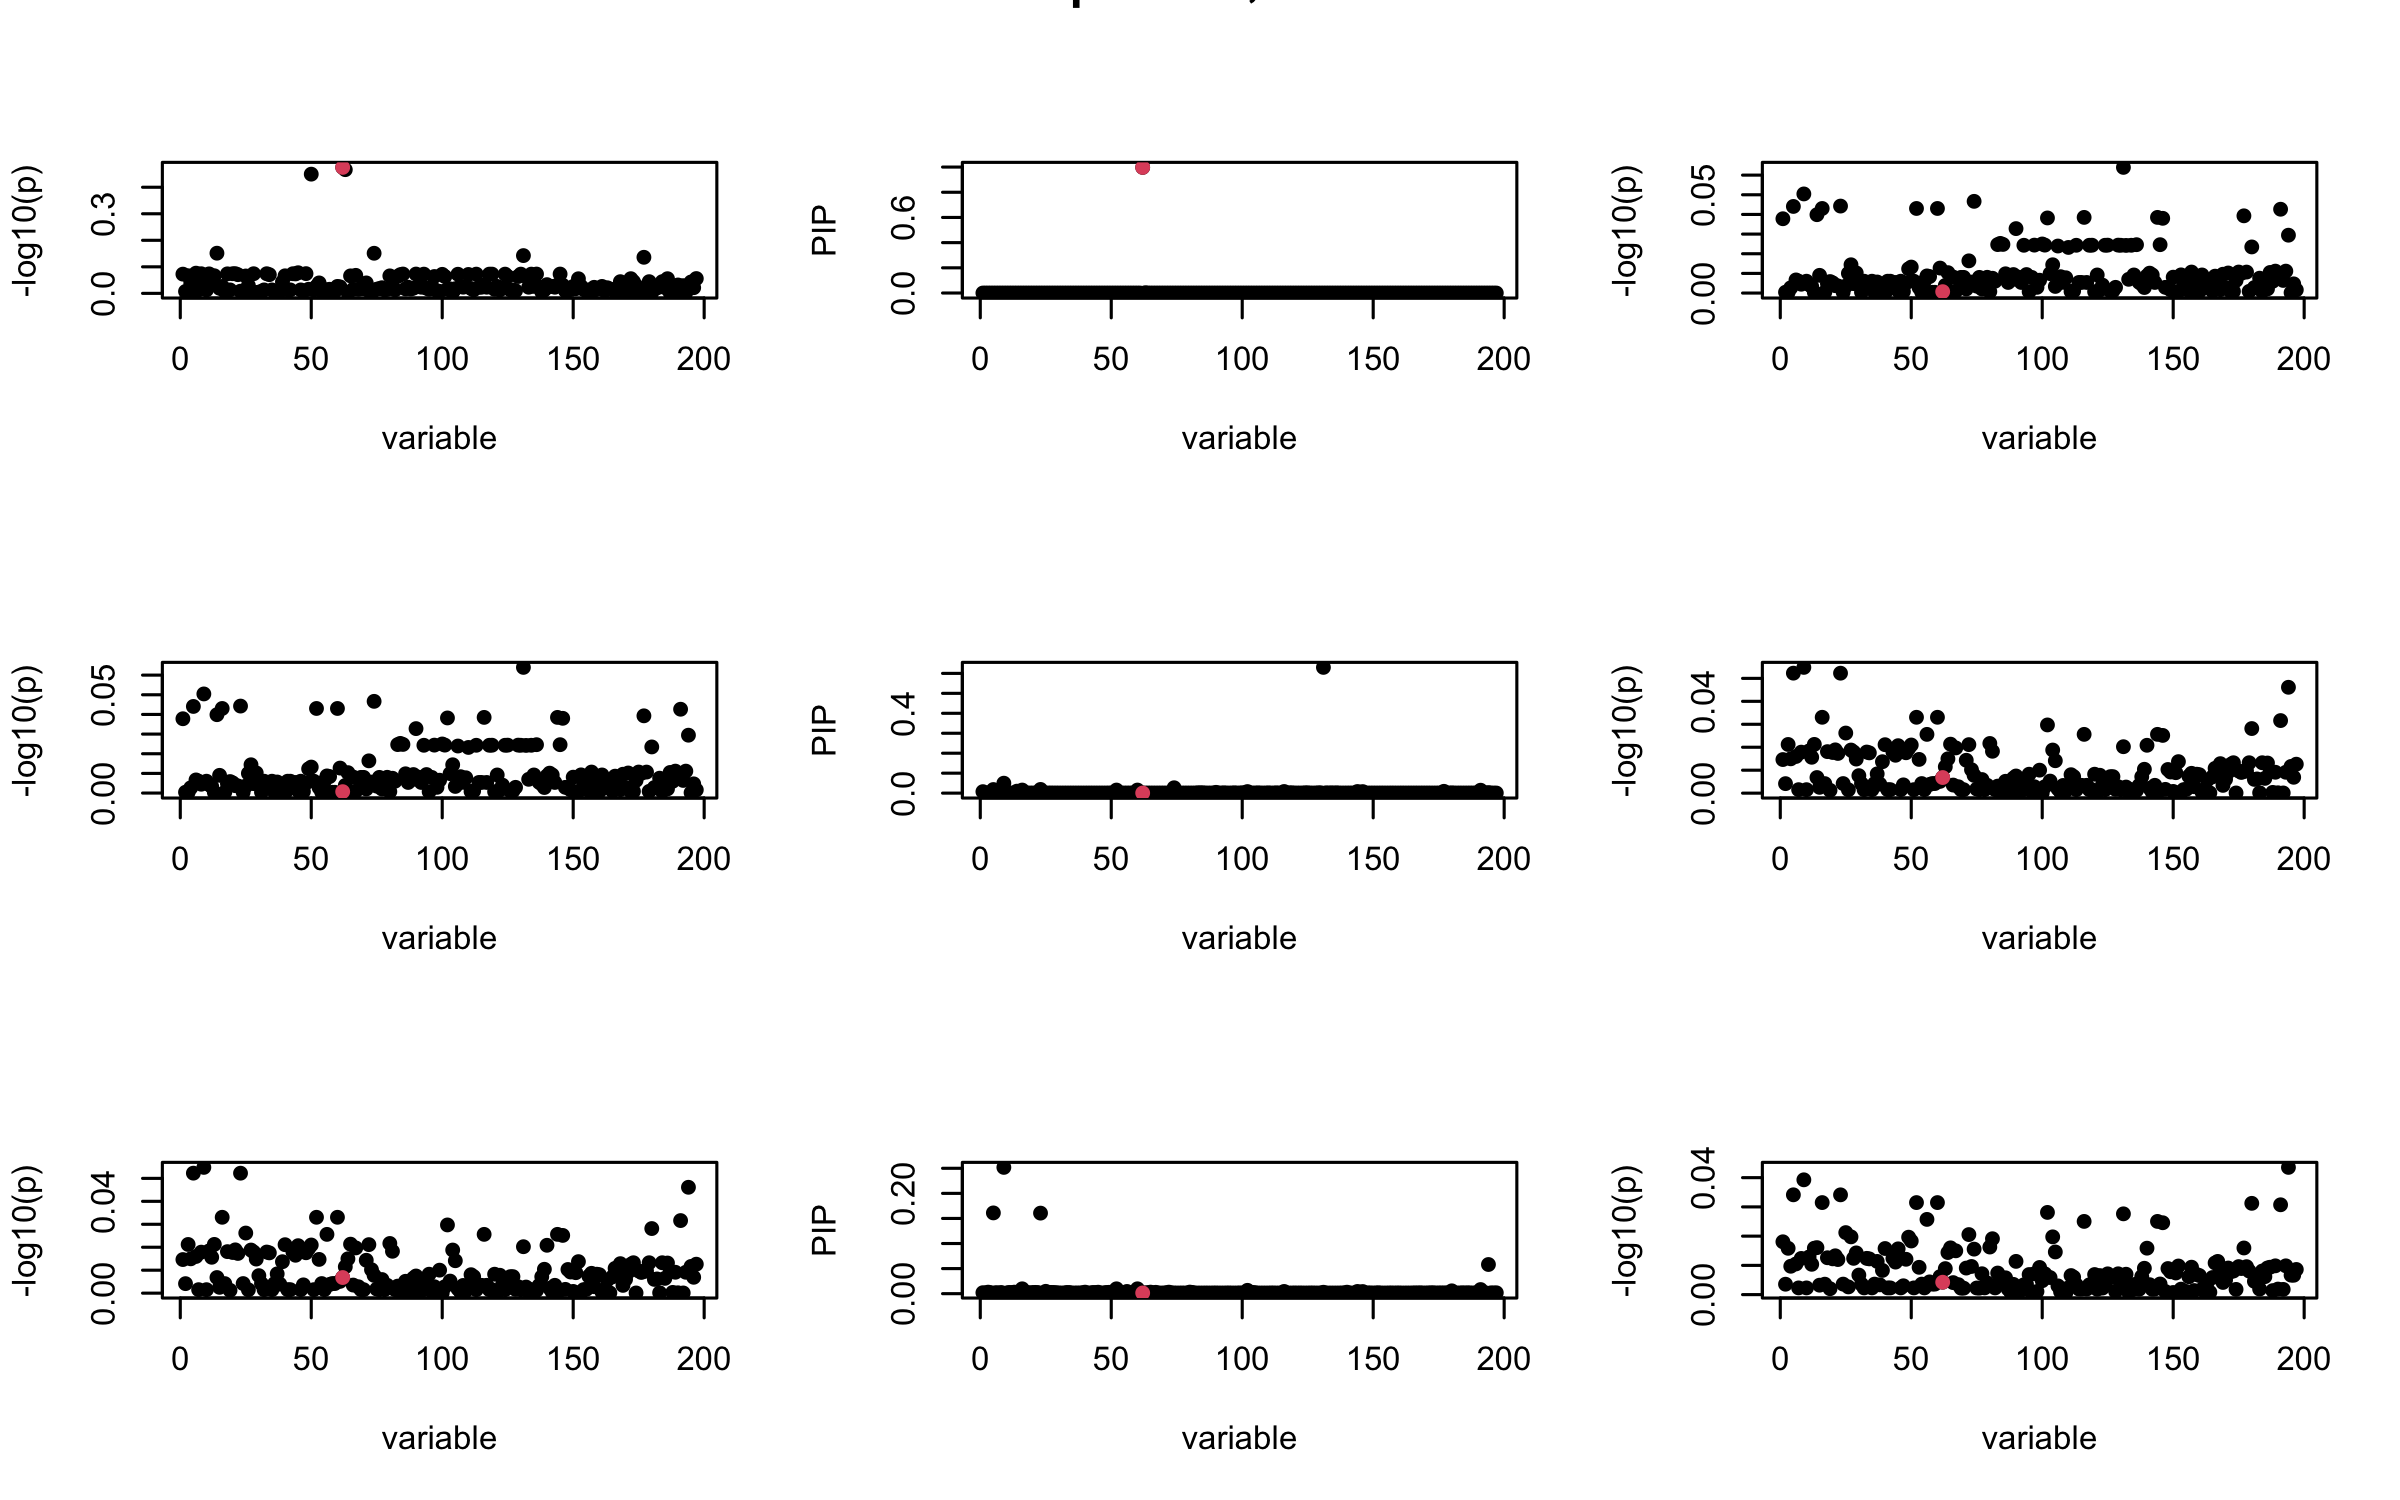 -log10(p) 0.0 0.3 0 50 100 150 200 variable
PIP 0.0 0.6 0 50 100 150 200 variable
-log10(p) 0.00 0.05 0 50 100 150 200 variable
-log10(p) 0.00 0.05 0 50 100 150 200 variable
PIP 0.0 0.4 0 50 100 150 200 variable
-log10(p) 0.00 0.04 0 50 100 150 200 variable
-log10(p) 0.00 0.04 0 50 100 150 200 variable
PIP 0.00 0.20 0 50 100 150 200 variable
-log10(p) 0.00 0.04 0 50 100 150 200 variable